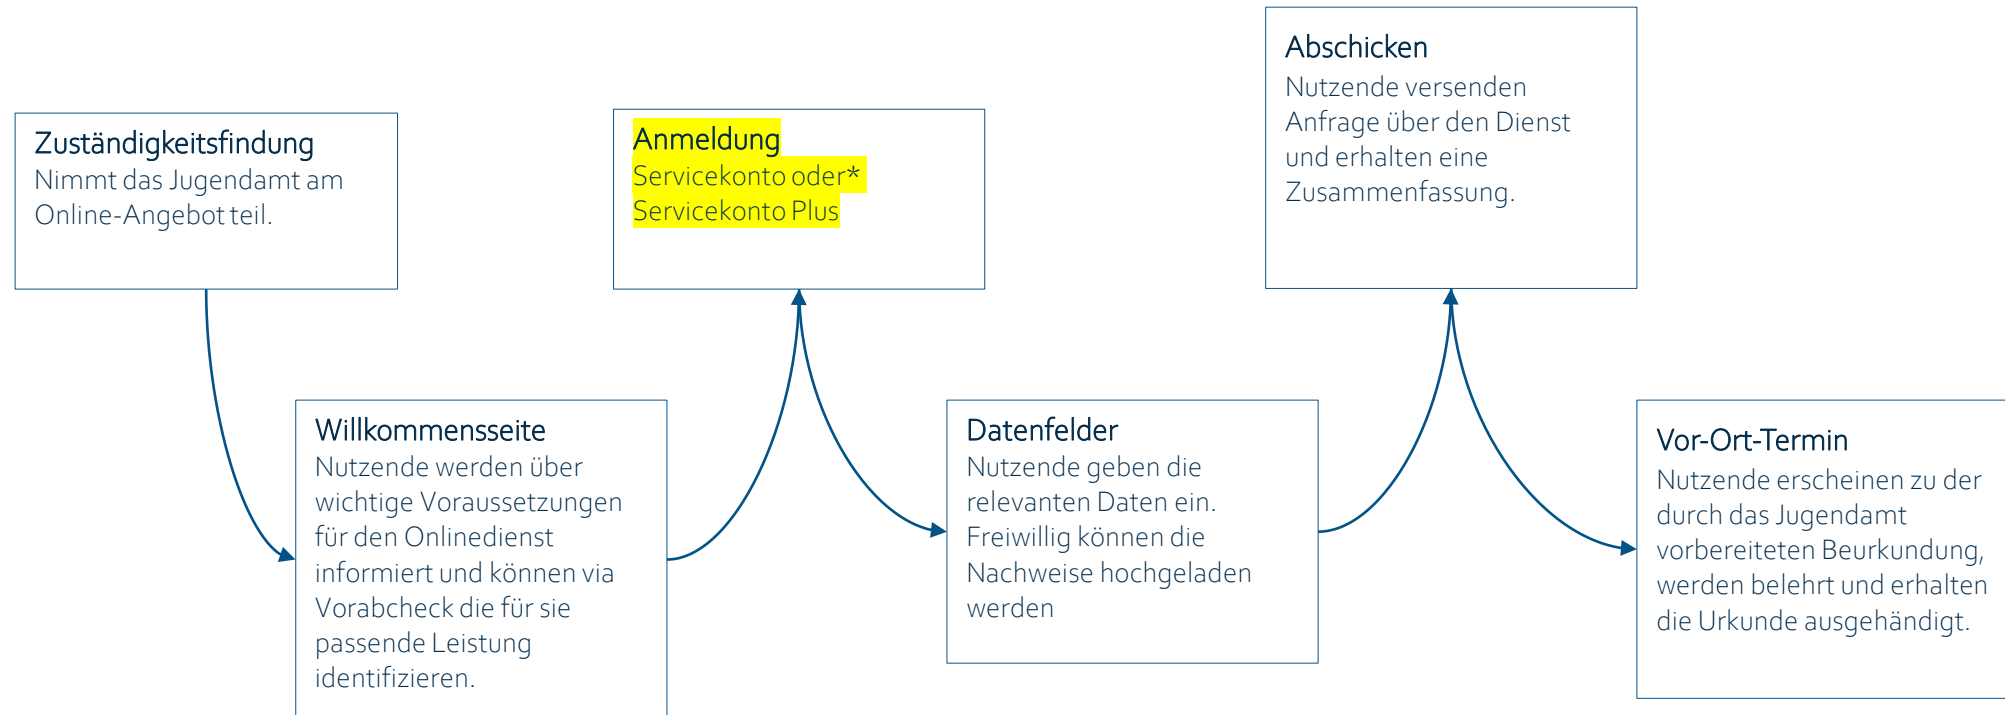 Zuständigkeitsfindung
Nimmt das Jugendamt am
Online-Angebot teil.
Willkommensseite
Nutzende werden über
wichtige Voraussetzungen
für den Onlinedienst
informiert und können via
Vorabcheck die für sie
passende Leistung
identifizieren.
Anmeldung
Servicekonto oder*
Servicekonto Plus
Datenfelder
Nutzende geben die
relevanten Daten ein.
Freiwillig können die
Nachweise hochgeladen
werden
Abschicken
Nutzende versenden
Anfrage über den Dienst
und erhalten eine
Zusammenfassung.
Vor-Ort-Termin
Nutzende erscheinen zu der
durch das Jugendamt
vorbereiteten Beurkundung,
werden belehrt und erhalten
die Urkunde ausgehändigt.